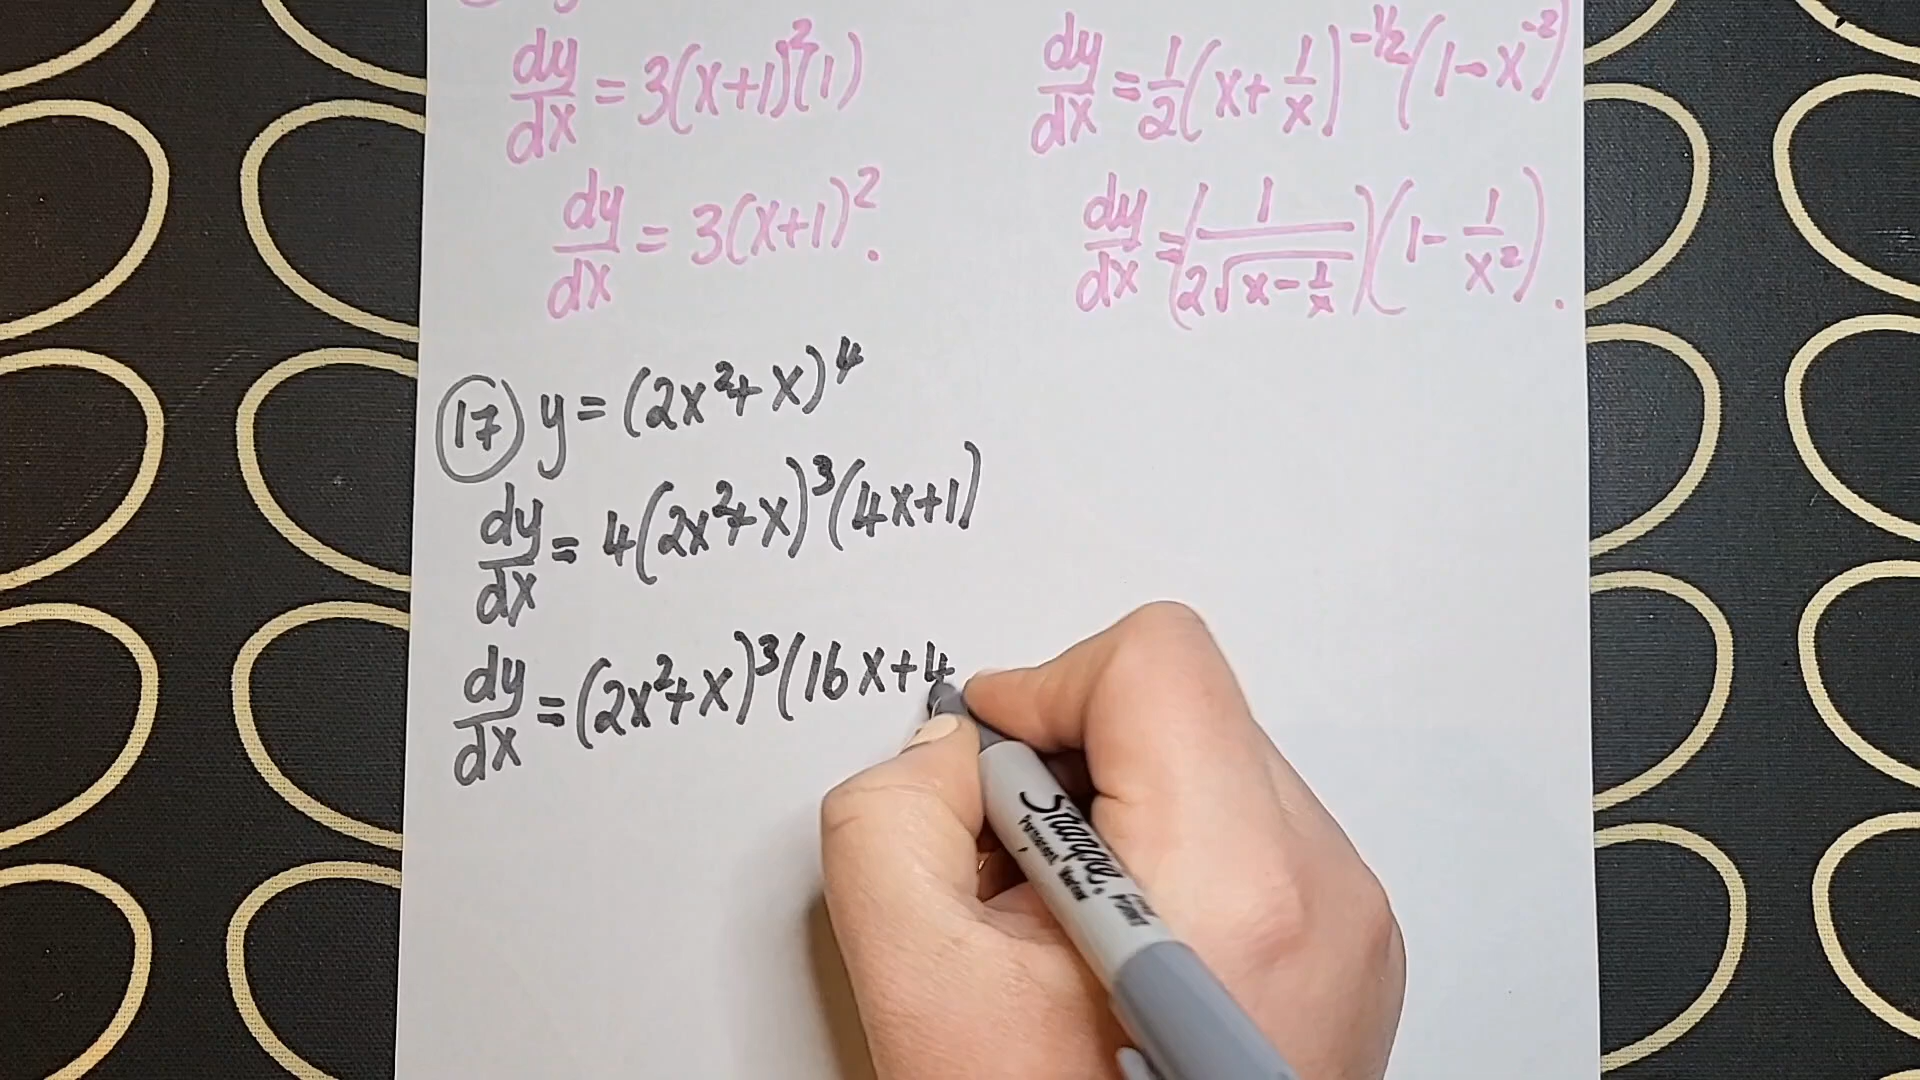 dy/dx = 3(x+1)²(1)
dy/dx = 3(x+1)².
dy/dx = 1/2(x+1/x)^-1/2(1-x^-2)
dy/dx = (1/(2√(x-1/x)))(1-1/x²).
17 y = (2x²+x)⁴
dy/dx = 4(2x²+x)³(4x+1)
dy/dx = (2x²+x)³(16x+4
Sharpie.